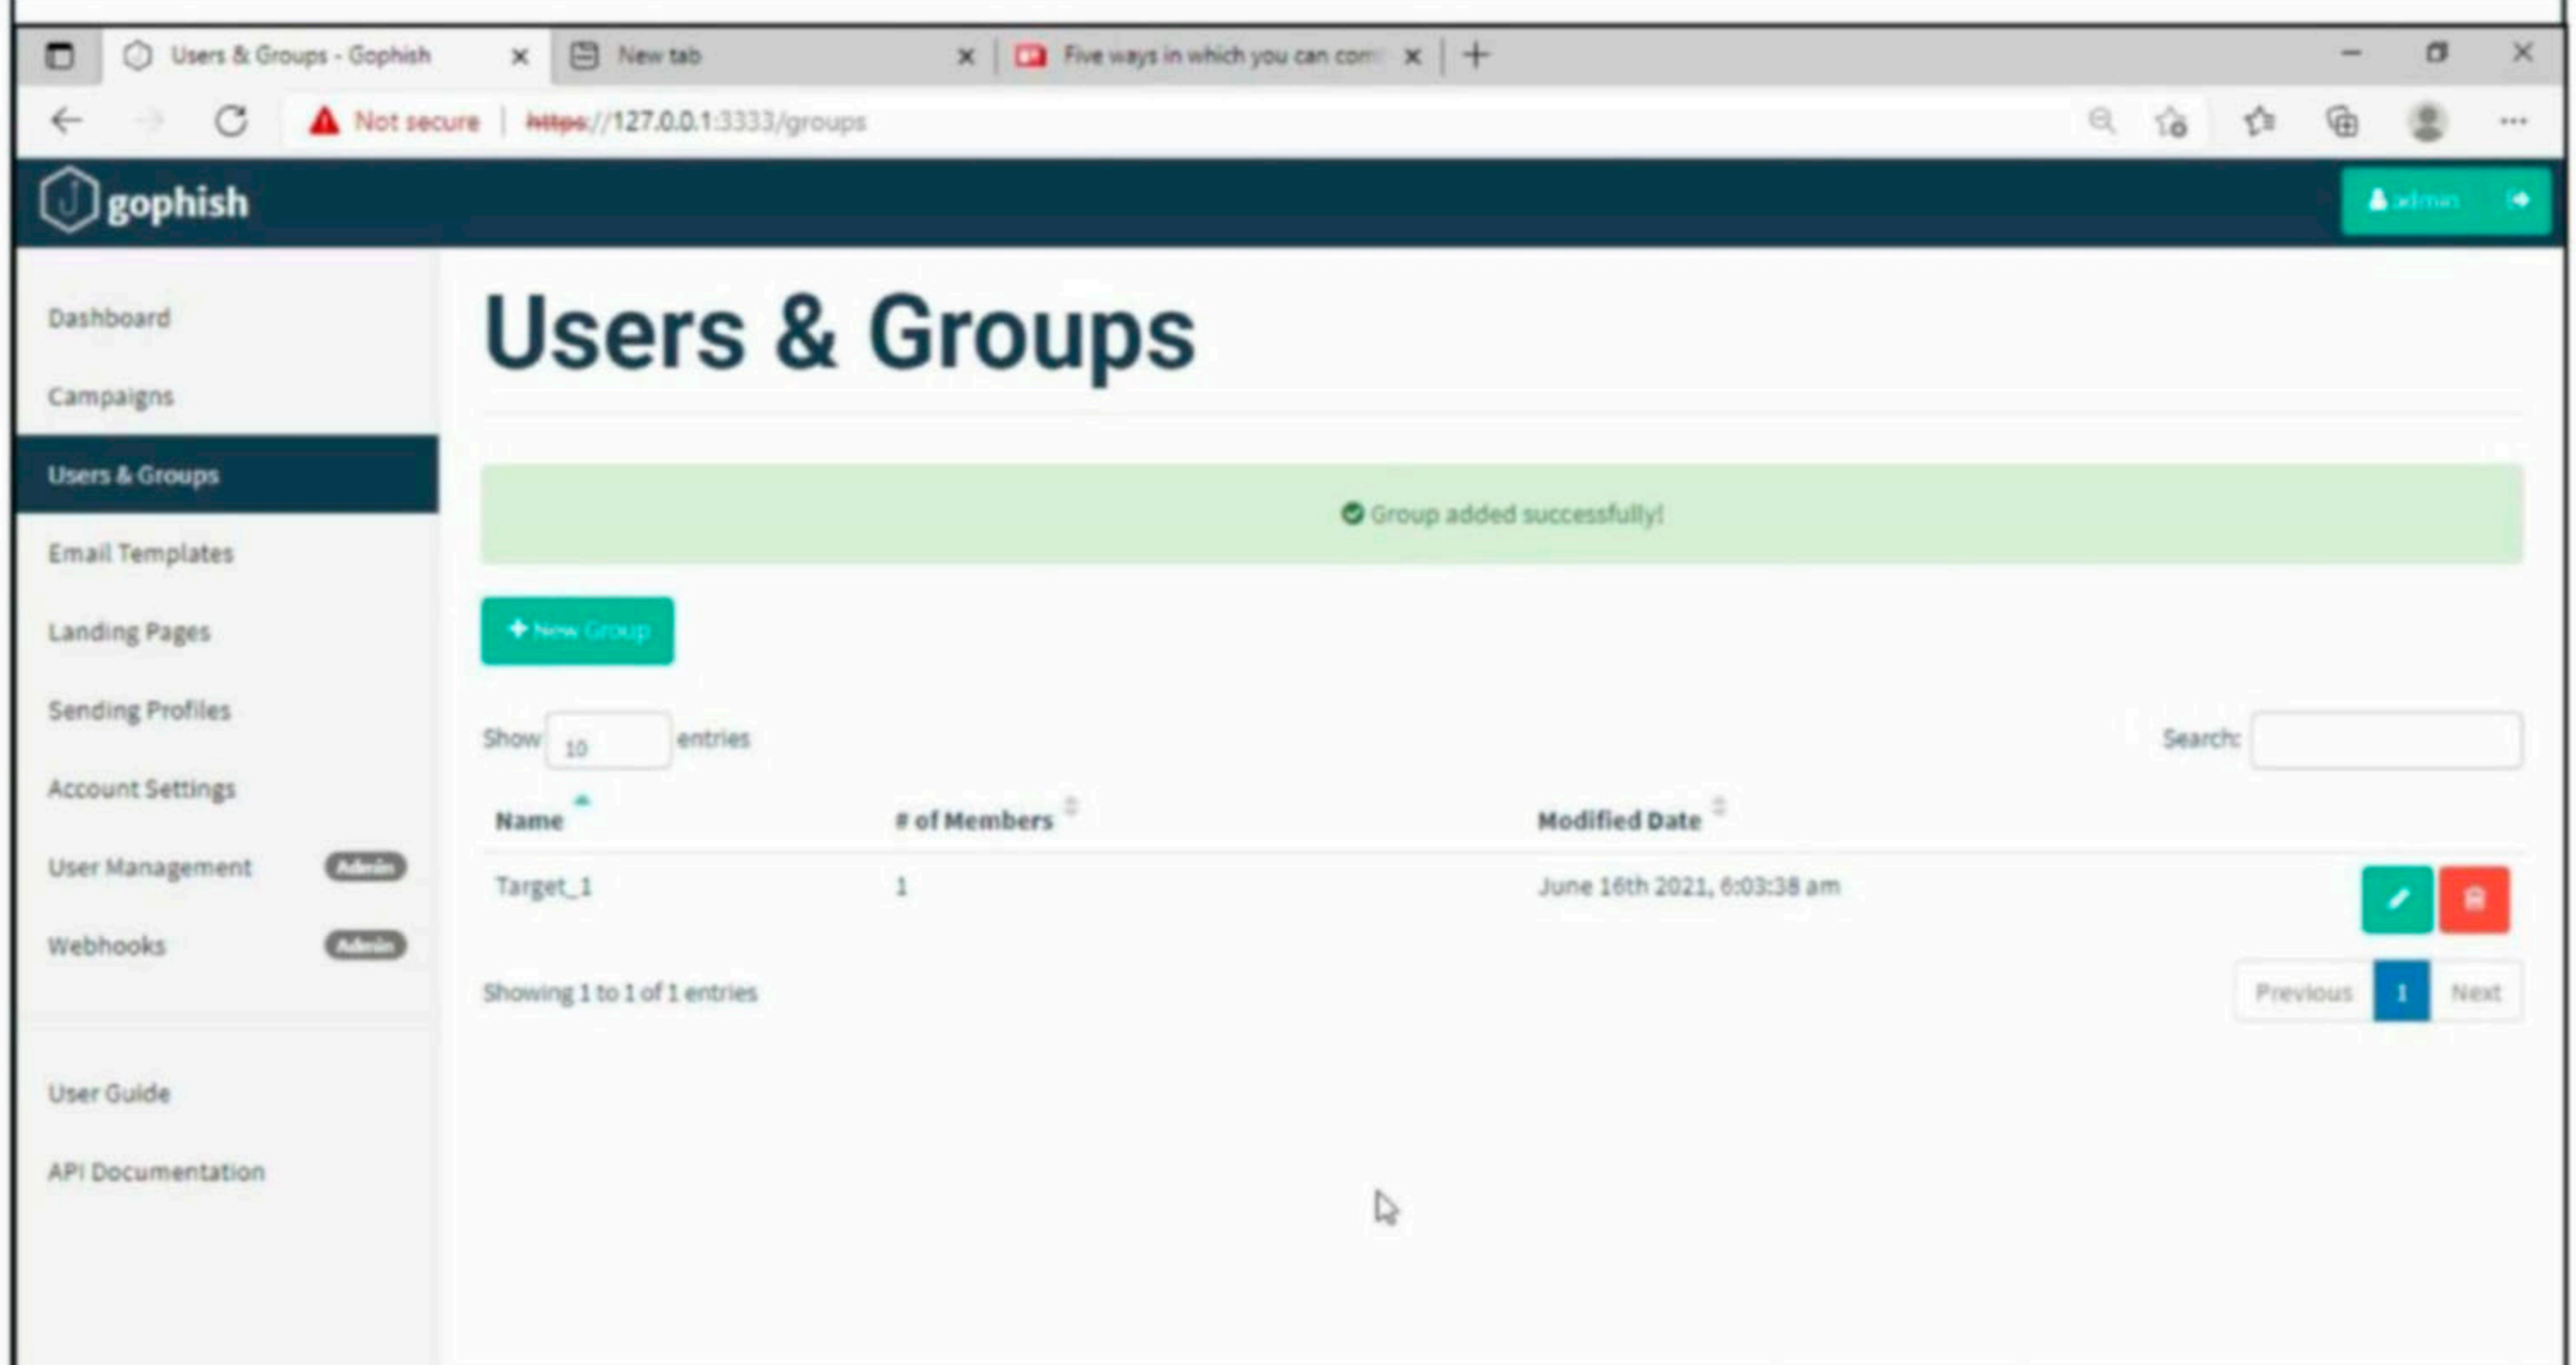 Users & Groups - Gophish
New tab
Five ways in which you can com
Not secure https://127.0.0.1:3333/groups
gophish
admin
Dashboard
Campaigns
Users & Groups
Email Templates
Landing Pages
Sending Profiles
Account Settings
User Management Admin
Webhooks Admin
User Guide
API Documentation
Users & Groups
Group added successfully!
+ New Group
Show 10 entries
Search:
Name # of Members Modified Date
Target_1 1 June 16th 2021, 6:03:38 am
Showing 1 to 1 of 1 entries
Previous 1 Next